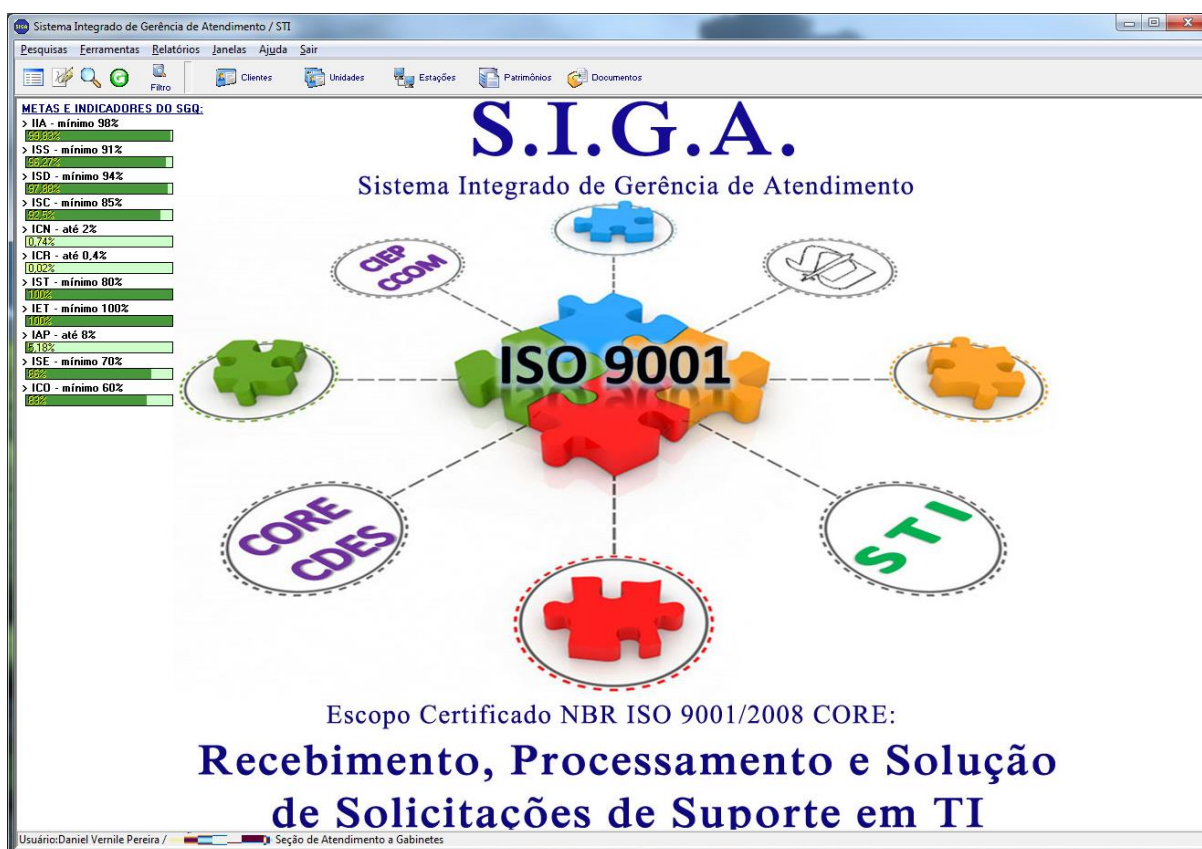 Sistema Integrado de Gerência de Atendimento / STI
Pesquisas Ferramentas Relatórios Janelas Ajuda Sair
Filtro Clientes Unidades Estações Patrimônios Documentos
METAS E INDICADORES DO SGQ:
> IIA - mínimo 98%
99,83%
> ISS - mínimo 91%
96,27%
> ISD - mínimo 94%
97,88%
> ISC - mínimo 85%
92,5%
> ICN - até 2%
0,74%
> ICR - até 0,4%
0,02%
> IST - mínimo 80%
100%
> IET - mínimo 100%
100%
> IAP - até 8%
5,18%
> ISE - mínimo 70%
86%
> ICO - mínimo 60%
83%
S.I.G.A.
Sistema Integrado de Gerência de Atendimento
CIEP
CCOM
ISO 9001
CORE
CDES
STI
Escopo Certificado NBR ISO 9001/2008 CORE:
Recebimento, Processamento e Solução
de Solicitações de Suporte em TI
Usuário:Daniel Vernile Pereira / Seção de Atendimento a Gabinetes